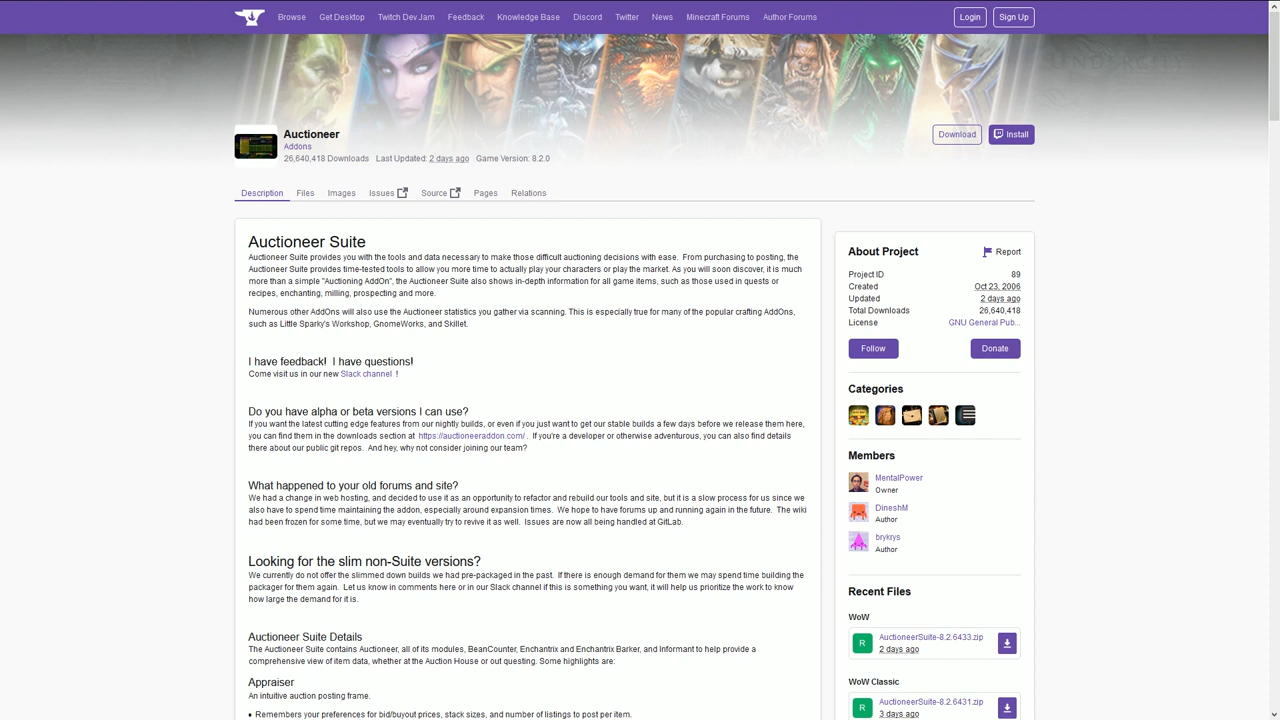 Browse Get Desktop Twitch Dev Jam Feedback Knowledge Base Discord Twitter News Minecraft Forums Author Forums Login Sign Up
Auctioneer
Addons
26,640,418 Downloads Last Updated: 2 days ago Game Version: 8.2.0
Download Install
Description Files Images Issues Source Pages Relations
Auctioneer Suite
Auctioneer Suite provides you with the tools and data necessary to make those difficult auctioning decisions with ease. From purchasing to posting, the
Auctioneer Suite provides time-tested tools to allow you more time to actually play your characters or play the market. As you will soon discover, it is much
more than a simple "Auctioning AddOn", the Auctioneer Suite also shows in-depth information for all game items, such as those used in quests or
recipes, enchanting, milling, prospecting and more.
Numerous other AddOns will also use the Auctioneer statistics you gather via scanning. This is especially true for many of the popular crafting AddOns,
such as Little Sparky's Workshop, GnomeWorks, and Skillet.
I have feedback! I have questions!
Come visit us in our new Slack channel !
Do you have alpha or beta versions I can use?
If you want the latest cutting edge features from our nightly builds, or even if you just want to get our stable builds a few days before we release them here,
you can find them in the downloads section at https://auctioneeraddon.com/ . If you're a developer or otherwise adventurous, you can also find details
there about our public git repos. And hey, why not consider joining our team?
What happened to your old forums and site?
We had a change in web hosting, and decided to use it as an opportunity to refactor and rebuild our tools and site, but it is a slow process for us since we
also have to spend time maintaining the addon, especially around expansion times. We hope to have forums up and running again in the future. The wiki
had been frozen for some time, but we may eventually try to revive it as well. Issues are now all being handled at GitLab.
Looking for the slim non-Suite versions?
We currently do not offer the slimmed down builds we had pre-packaged in the past. If there is enough demand for them we may spend time building the
packager for them again. Let us know in comments here or in our Slack channel if this is something you want, it will help us prioritize the work to know
how large the demand for it is.
Auctioneer Suite Details
The Auctioneer Suite contains Auctioneer, all of its modules, BeanCounter, Enchantrix and Enchantrix Barker, and Informant to help provide a
comprehensive view of item data, whether at the Auction House or out questing. Some highlights are:
Appraiser
An intuitive auction posting frame.
• Remembers your preferences for bid/buyout prices, stack sizes, and number of listings to post per item.
About Project Report
Project ID 89
Created Oct 23, 2006
Updated 2 days ago
Total Downloads 26,640,418
License GNU General Pub...
Follow Donate
Categories
Members
MentalPower
Owner
DineshM
Author
brykrys
Author
Recent Files
WoW
R AuctioneerSuite-8.2.6433.zip
2 days ago
WoW Classic
R AuctioneerSuite-8.2.6431.zip
3 days ago